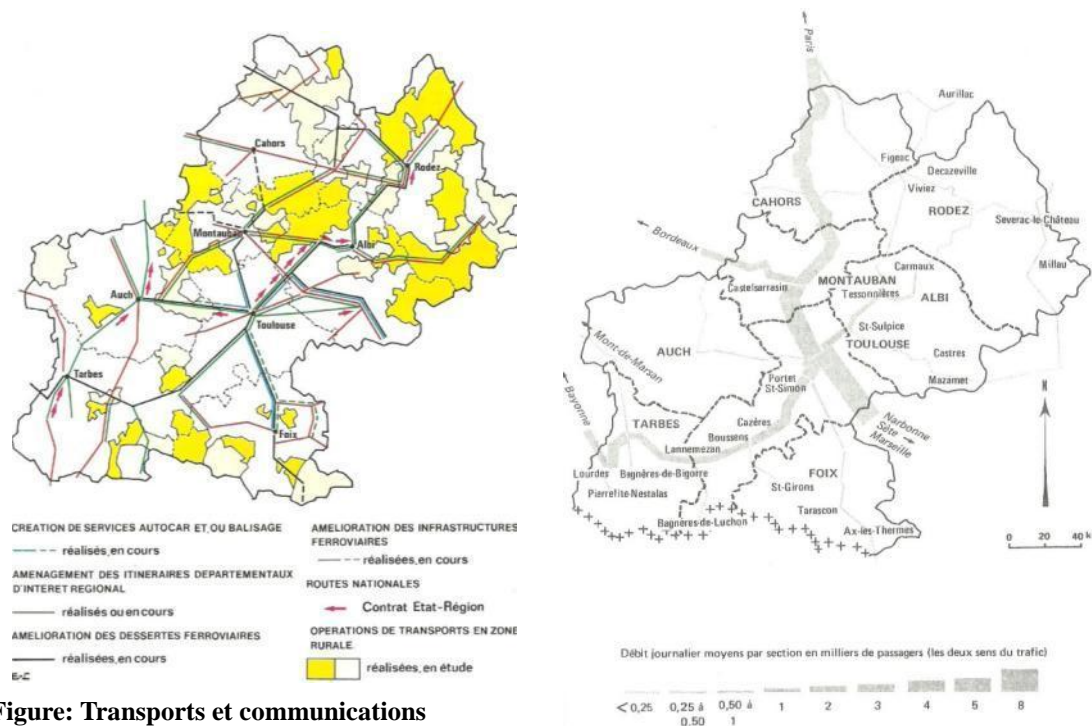 Cahors
Rodez
Montauban
Albi
Auch
Toulouse
Tarbes
Foix
CREATION DE SERVICES AUTOCAR ET,OU BALISAGE
réalisés,en cours
AMENAGEMENT DES ITINERAIRES DEPARTEMENTAUX
D'INTERET REGIONAL
réalisés ou en cours
AMELIORATION DES DESSERTES FERROVIAIRES
réalisées,en cours
AMELIORATION DES INFRASTRUCTURES
FERROVIAIRES
réalisées,en cours
ROUTES NATIONALES
Contrat Etat-Région
OPERATIONS DE TRANSPORTS EN ZONE
RURALE
réalisées, en étude
Figure: Transports et communications
Paris
Aurillac
Figeac
Decazeville
Viviez
CAHORS
RODEZ
Severac-le-Château
Bordeaux
Millau
MONTAUBAN
Carmaux
Castelsarrasin
Tessonnières
ALBI
St-Sulpice
TOULOUSE
AUCH
Castres
Mont-de-Marsan
Portet
St-Simon
Mazamet
Bayonne
TARBES
Cazères
Boussens
Lannemezan
Narbonne
Sète
Marseille
N
Lourdes
Bagnères-de-Bigorre
FOIX
St-Girons
Pierrefite-Nestalas
Tarascon
Bagnères-de-Luchon
Ax-les-Thermes
0 20 40 k
Débit journalier moyens par section en milliers de passagers (les deux sens du trafic)
< 0,25 0,25 à 0,50 à 1 2 3 4 5 8
0,50 1